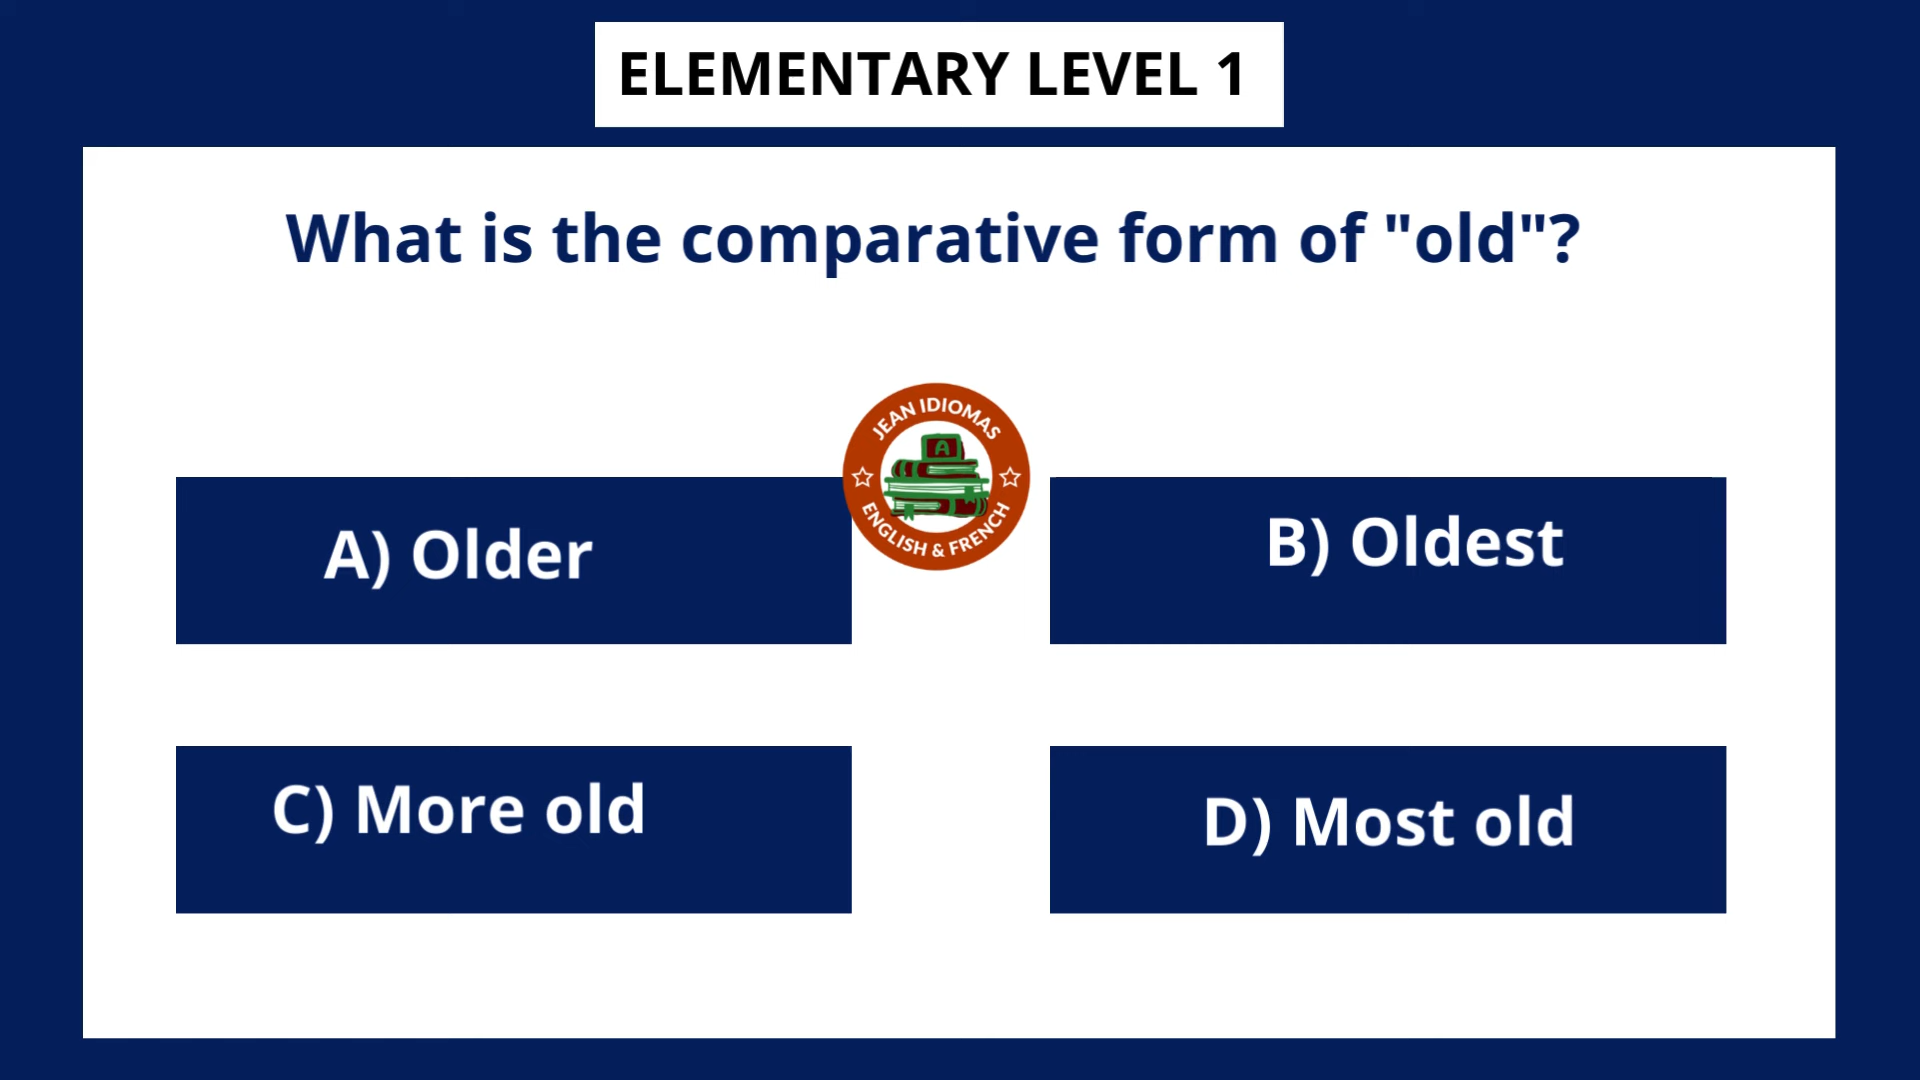 ELEMENTARY LEVEL 1
What is the comparative form of "old"?
JEAN IDIOMAS
A
ENGLISH & FRENCH
A) Older
B) Oldest
C) More old
D) Most old